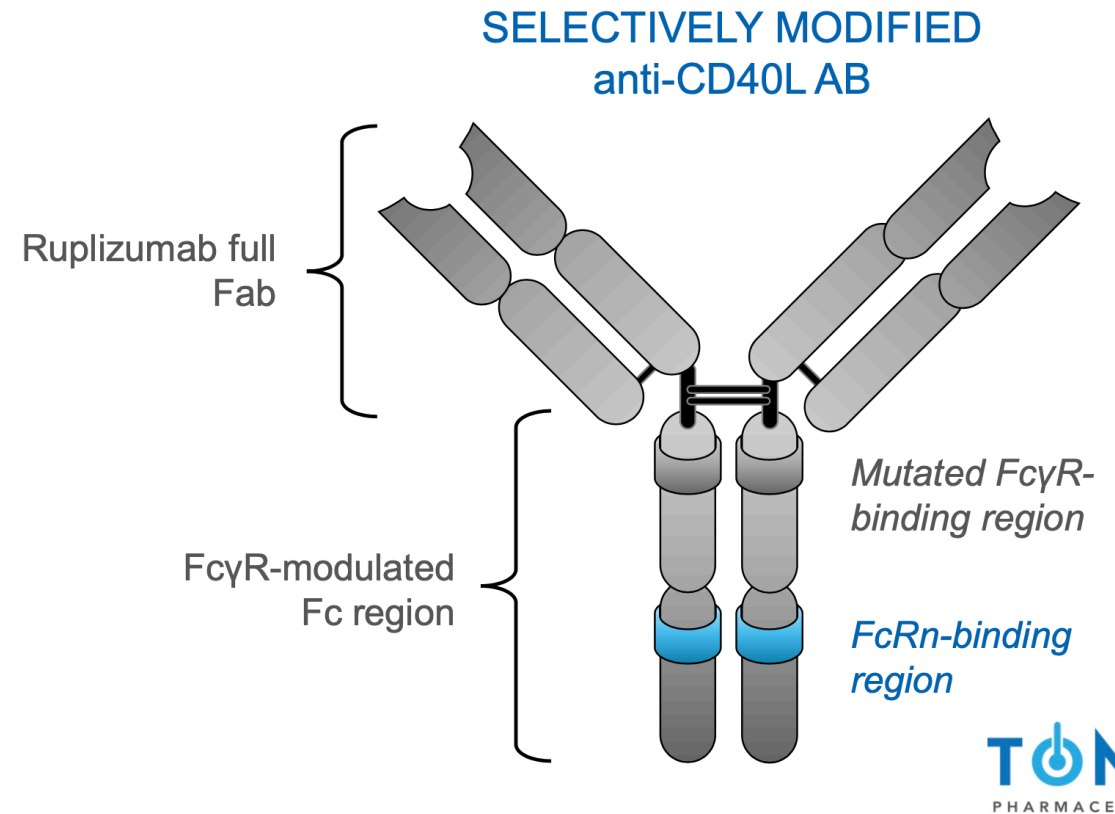 SELECTIVELY MODIFIED
anti-CD40L AB
Ruplizumab full
Fab
Mutated FcγR-
binding region
FcγR-modulated
Fc region
FcRn-binding
region
TON
PHARMACE